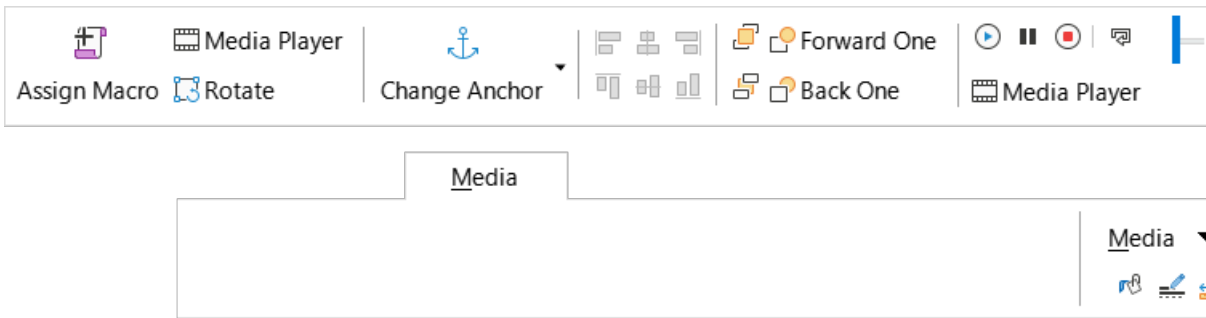 Media Player Forward One
Assign Macro Rotate Change Anchor Back One Media Player
Media
Media